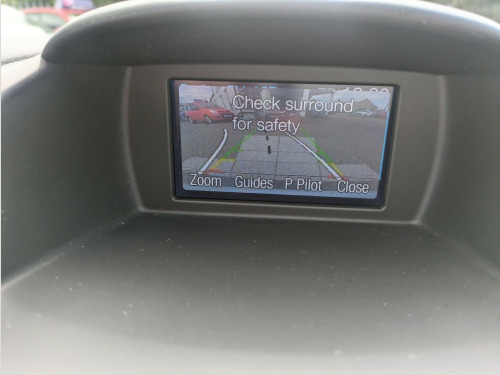 Check surround
for safety
Zoom Guides P Pilot Close